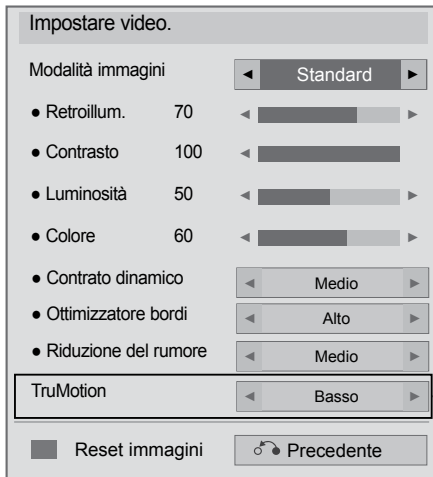 Impostare video.
Modalità immagini ◄ Standard ►
● Retroillum. 70
● Contrasto 100
● Luminosità 50
● Colore 60
● Contrato dinamico ◄ Medio ►
● Ottimizzatore bordi ◄ Alto ►
● Riduzione del rumore ◄ Medio ►
TruMotion ◄ Basso ►
Reset immagini Precedente